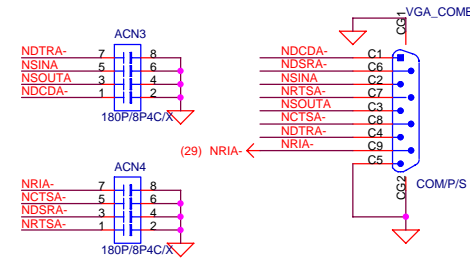 ACN3
NDTRA- 7 8
NSINA 5 6
NSOUTA 3 4
NDCDA- 1 2
180P/8P4C/X
ACN4
NRIA- 7 8
NCTSA- 5 6
NDSRA- 3 4
NRTSA- 1 2
180P/8P4C/X
VGA_COME
CG1
NDCDA- C1
NDSRA- C6
NSINA C2
NRTSA- C7
NSOUTA C3
NCTSA- C8
NDTRA- C4
(29) NRIA- NRIA- C9
C5
CG2
COM/P/S